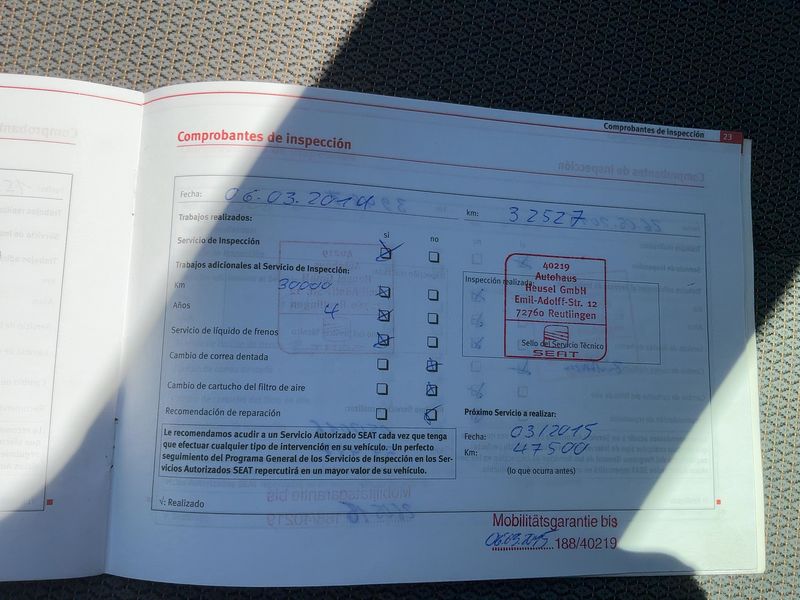 Comprobantes de inspección 23
Comprobantes de inspección
Fecha: 06.03.2014 km: 32527
Trabajos realizados:
si no
Servicio de Inspección
Trabajos adicionales al Servicio de Inspección:
Km 30000
Años 4
Servicio de líquido de frenos
Cambio de correa dentada
Cambio de cartucho del filtro de aire
Recomendación de reparación
Inspección realizada:
40219
Autohaus
Heusel GmbH
Emil-Adolff-Str. 12
72760 Reutlingen
Sello del Servicio Técnico
SEAT
Próximo Servicio a realizar:
Fecha: 03/2015
Km: 47500
(lo que ocurra antes)
Le recomendamos acudir a un Servicio Autorizado SEAT cada vez que tenga
que efectuar cualquier tipo de intervención en su vehículo. Un perfecto
seguimiento del Programa General de los Servicios de Inspección en los Ser-
vicios Autorizados SEAT repercutirá en un mayor valor de su vehículo.
√: Realizado
Mobilitätsgarantie bis
06.03.2015 188/40219